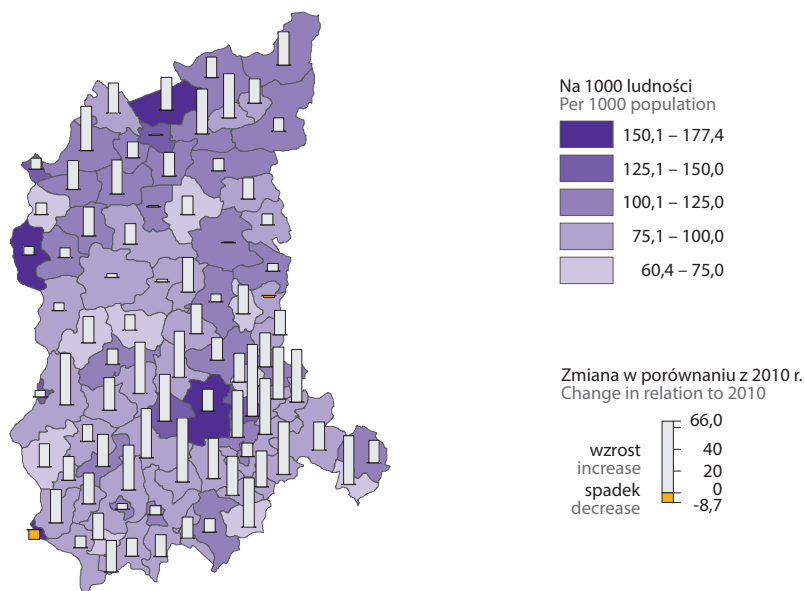 Na 1000 ludności
Per 1000 population
150,1 – 177,4
125,1 – 150,0
100,1 – 125,0
75,1 – 100,0
60,4 – 75,0
Zmiana w porównaniu z 2010 r.
Change in relation to 2010
66,0
wzrost 40
increase 20
spadek 0
decrease -8,7